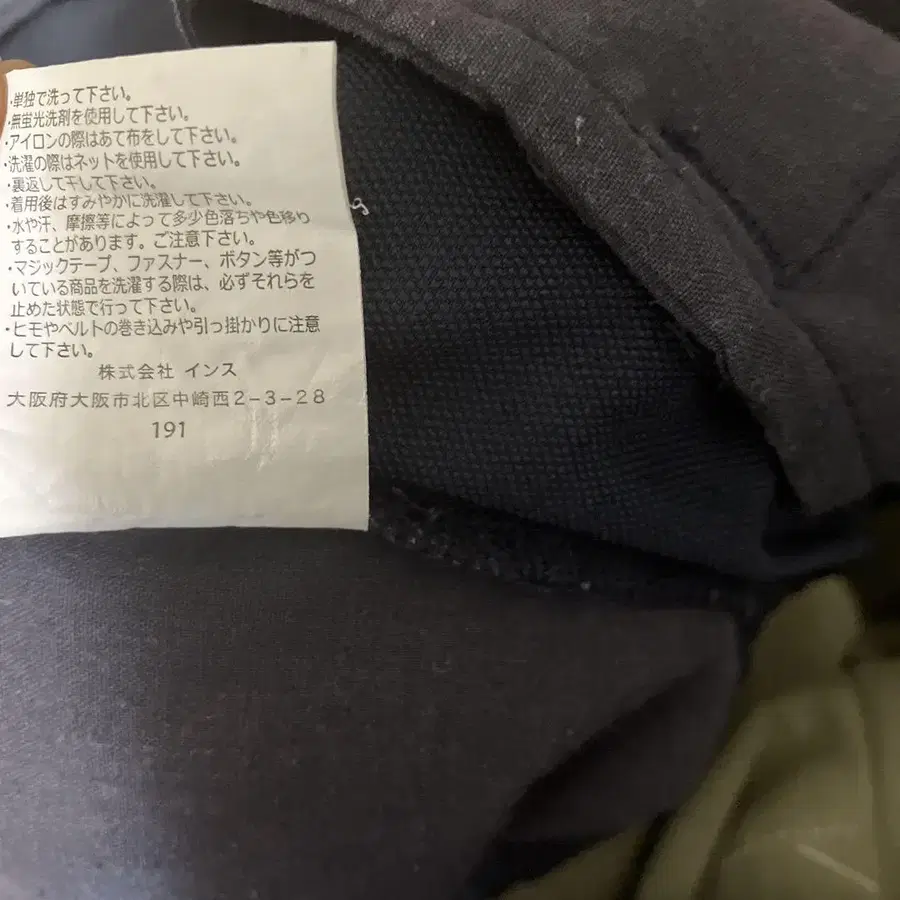 ・単独で洗って下さい。
・無蛍光洗剤を使用して下さい。
・アイロンの際はあて布をして下さい。
・洗濯の際はネットを使用して下さい。
・裏返して干して下さい。
・着用後はすみやかに洗濯して下さい。
・水や汗、摩擦等によって多少色落ちや色移り
することがあります。ご注意下さい。
・マジックテープ、ファスナー、ボタン等がつ
いている商品を洗濯する際は、必ずそれらを
止めた状態で行って下さい。
・ヒモやベルトの巻き込みや引っ掛かりに注意
して下さい。
株式会社 インス
大阪府大阪市北区中崎西2-3-28
191